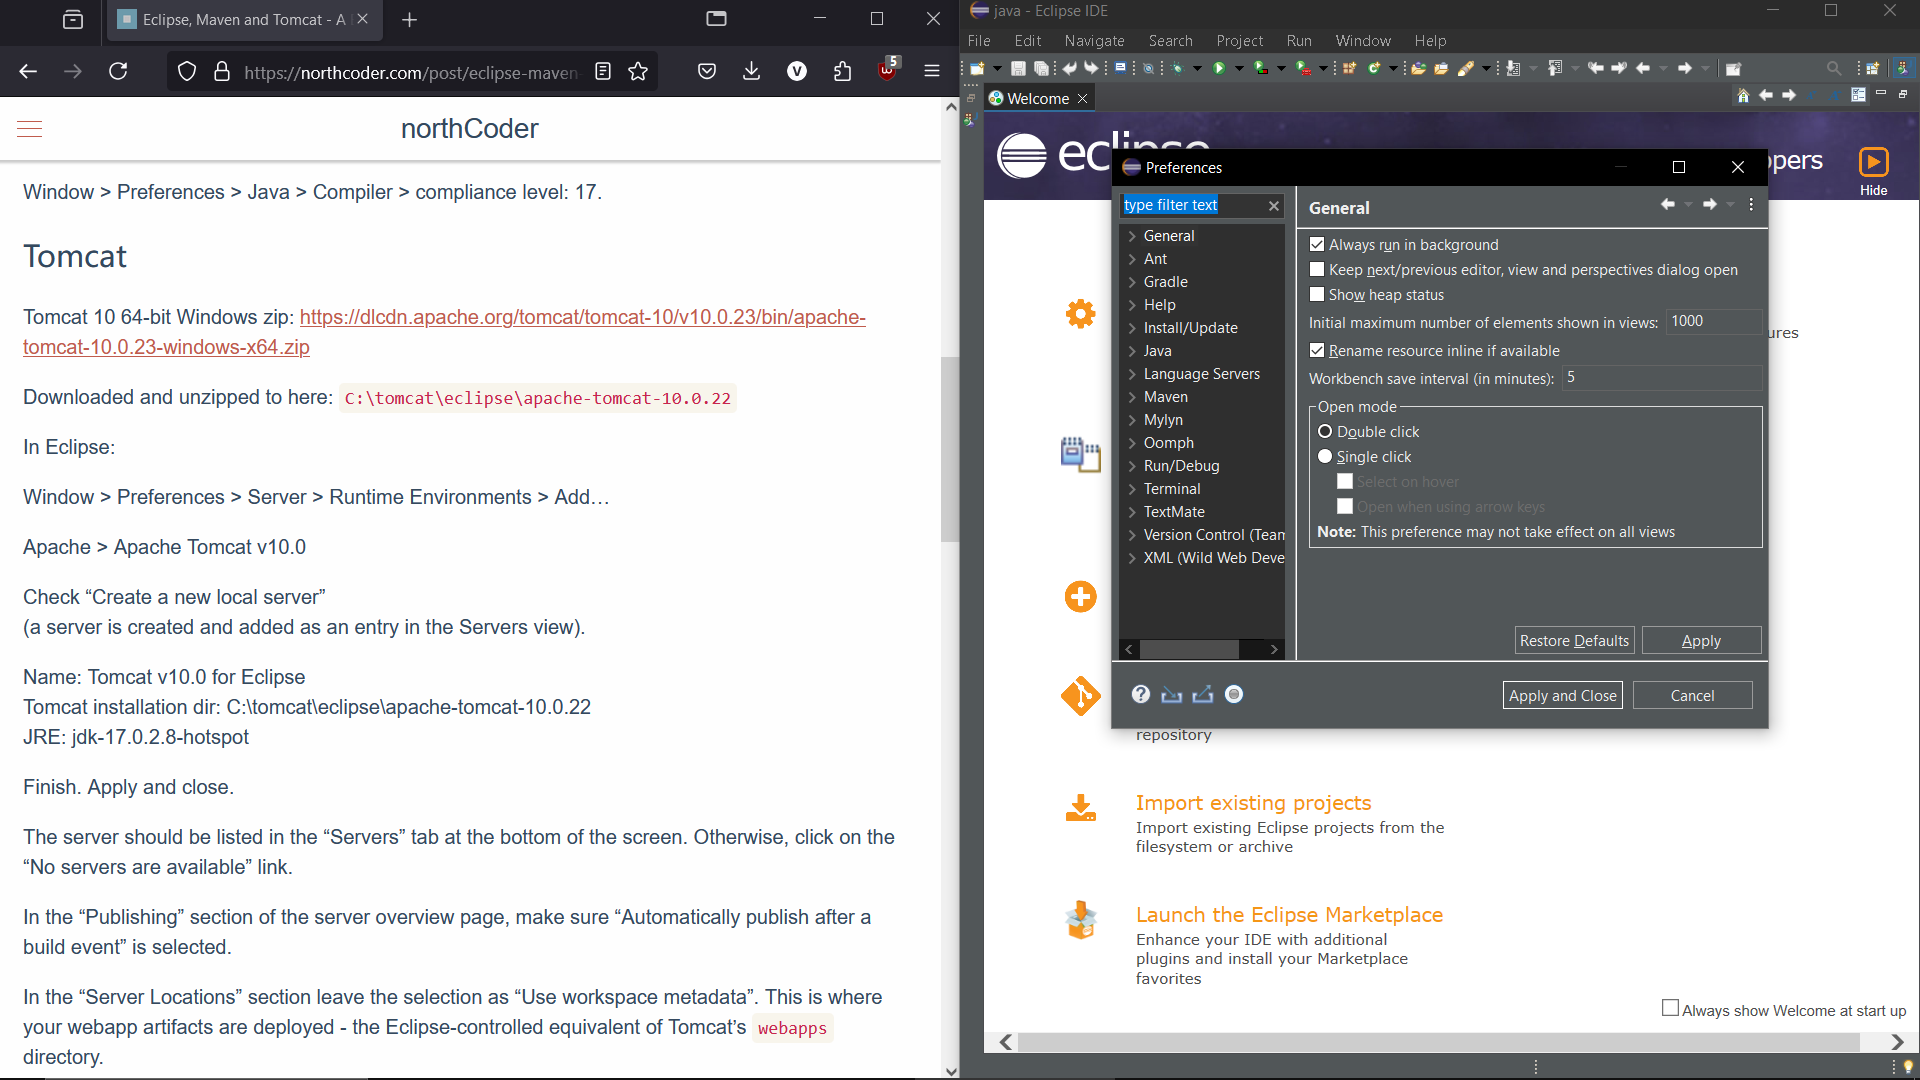 Eclipse, Maven and Tomcat - A
https://northcoder.com/post/eclipse-maven-
5
northCoder
Window > Preferences > Java > Compiler > compliance level: 17.
Tomcat
Tomcat 10 64-bit Windows zip: https://dlcdn.apache.org/tomcat/tomcat-10/v10.0.23/bin/apache-
tomcat-10.0.23-windows-x64.zip
Downloaded and unzipped to here: C:\tomcat\eclipse\apache-tomcat-10.0.22
In Eclipse:
Window > Preferences > Server > Runtime Environments > Add…
Apache > Apache Tomcat v10.0
Check “Create a new local server”
(a server is created and added as an entry in the Servers view).
Name: Tomcat v10.0 for Eclipse
Tomcat installation dir: C:\tomcat\eclipse\apache-tomcat-10.0.22
JRE: jdk-17.0.2.8-hotspot
Finish. Apply and close.
The server should be listed in the “Servers” tab at the bottom of the screen. Otherwise, click on the
“No servers are available” link.
In the “Publishing” section of the server overview page, make sure “Automatically publish after a
build event” is selected.
In the “Server Locations” section leave the selection as “Use workspace metadata”. This is where
your webapp artifacts are deployed - the Eclipse-controlled equivalent of Tomcat’s webapps
directory.
java - Eclipse IDE
File Edit Navigate Search Project Run Window Help
Welcome
eclipse
opers
Hide
Preferences
type filter text
General
Ant
Gradle
Help
Install/Update
Java
Language Servers
Maven
Mylyn
Oomph
Run/Debug
Terminal
TextMate
Version Control (Team
XML (Wild Web Deve
General
Always run in background
Keep next/previous editor, view and perspectives dialog open
Show heap status
Initial maximum number of elements shown in views: 1000
Rename resource inline if available
Workbench save interval (in minutes): 5
Open mode
Double click
Single click
Select on hover
Open when using arrow keys
Note: This preference may not take effect on all views
Restore Defaults
Apply
Apply and Close
Cancel
ures
repository
Import existing projects
Import existing Eclipse projects from the
filesystem or archive
Launch the Eclipse Marketplace
Enhance your IDE with additional
plugins and install your Marketplace
favorites
Always show Welcome at start up